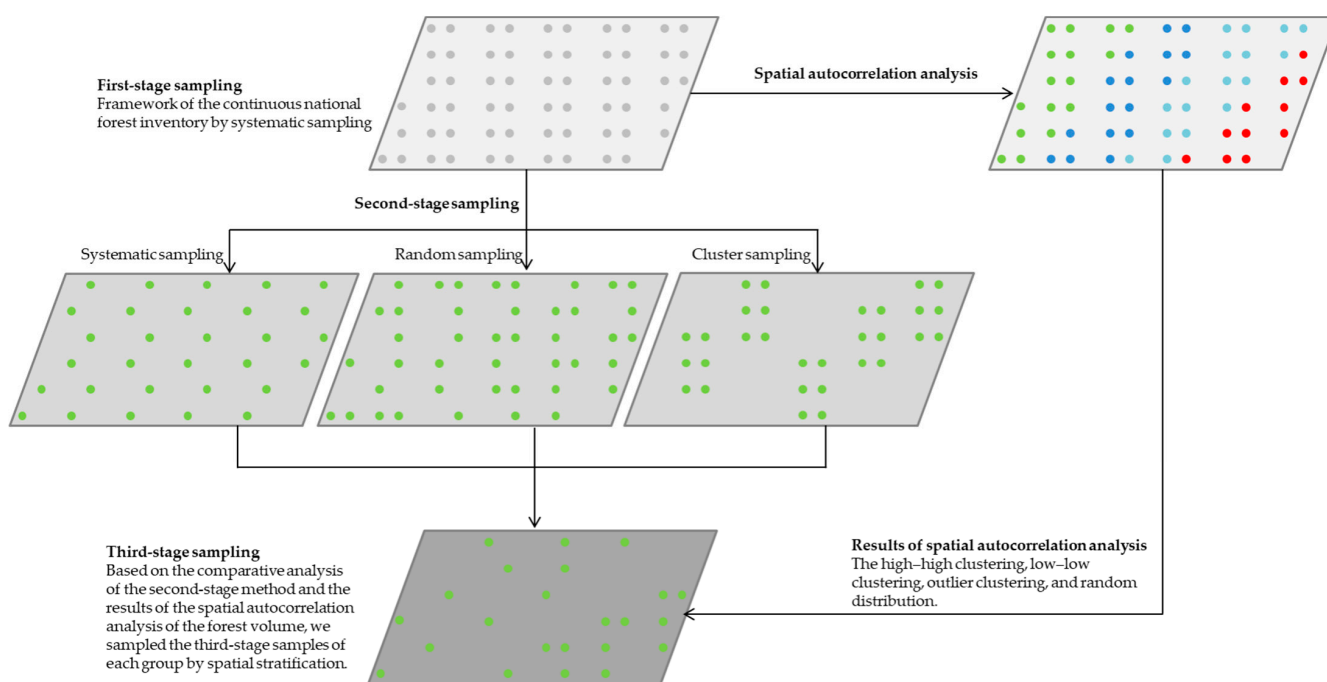 First-stage sampling
Framework of the continuous national
forest inventory by systematic sampling
Spatial autocorrelation analysis
Second-stage sampling
Systematic sampling
Random sampling
Cluster sampling
Third-stage sampling
Based on the comparative analysis
of the second-stage method and the
results of the spatial autocorrelation
analysis of the forest volume, we
sampled the third-stage samples of
each group by spatial stratification.
Results of spatial autocorrelation analysis
The high–high clustering, low–low
clustering, outlier clustering, and random
distribution.